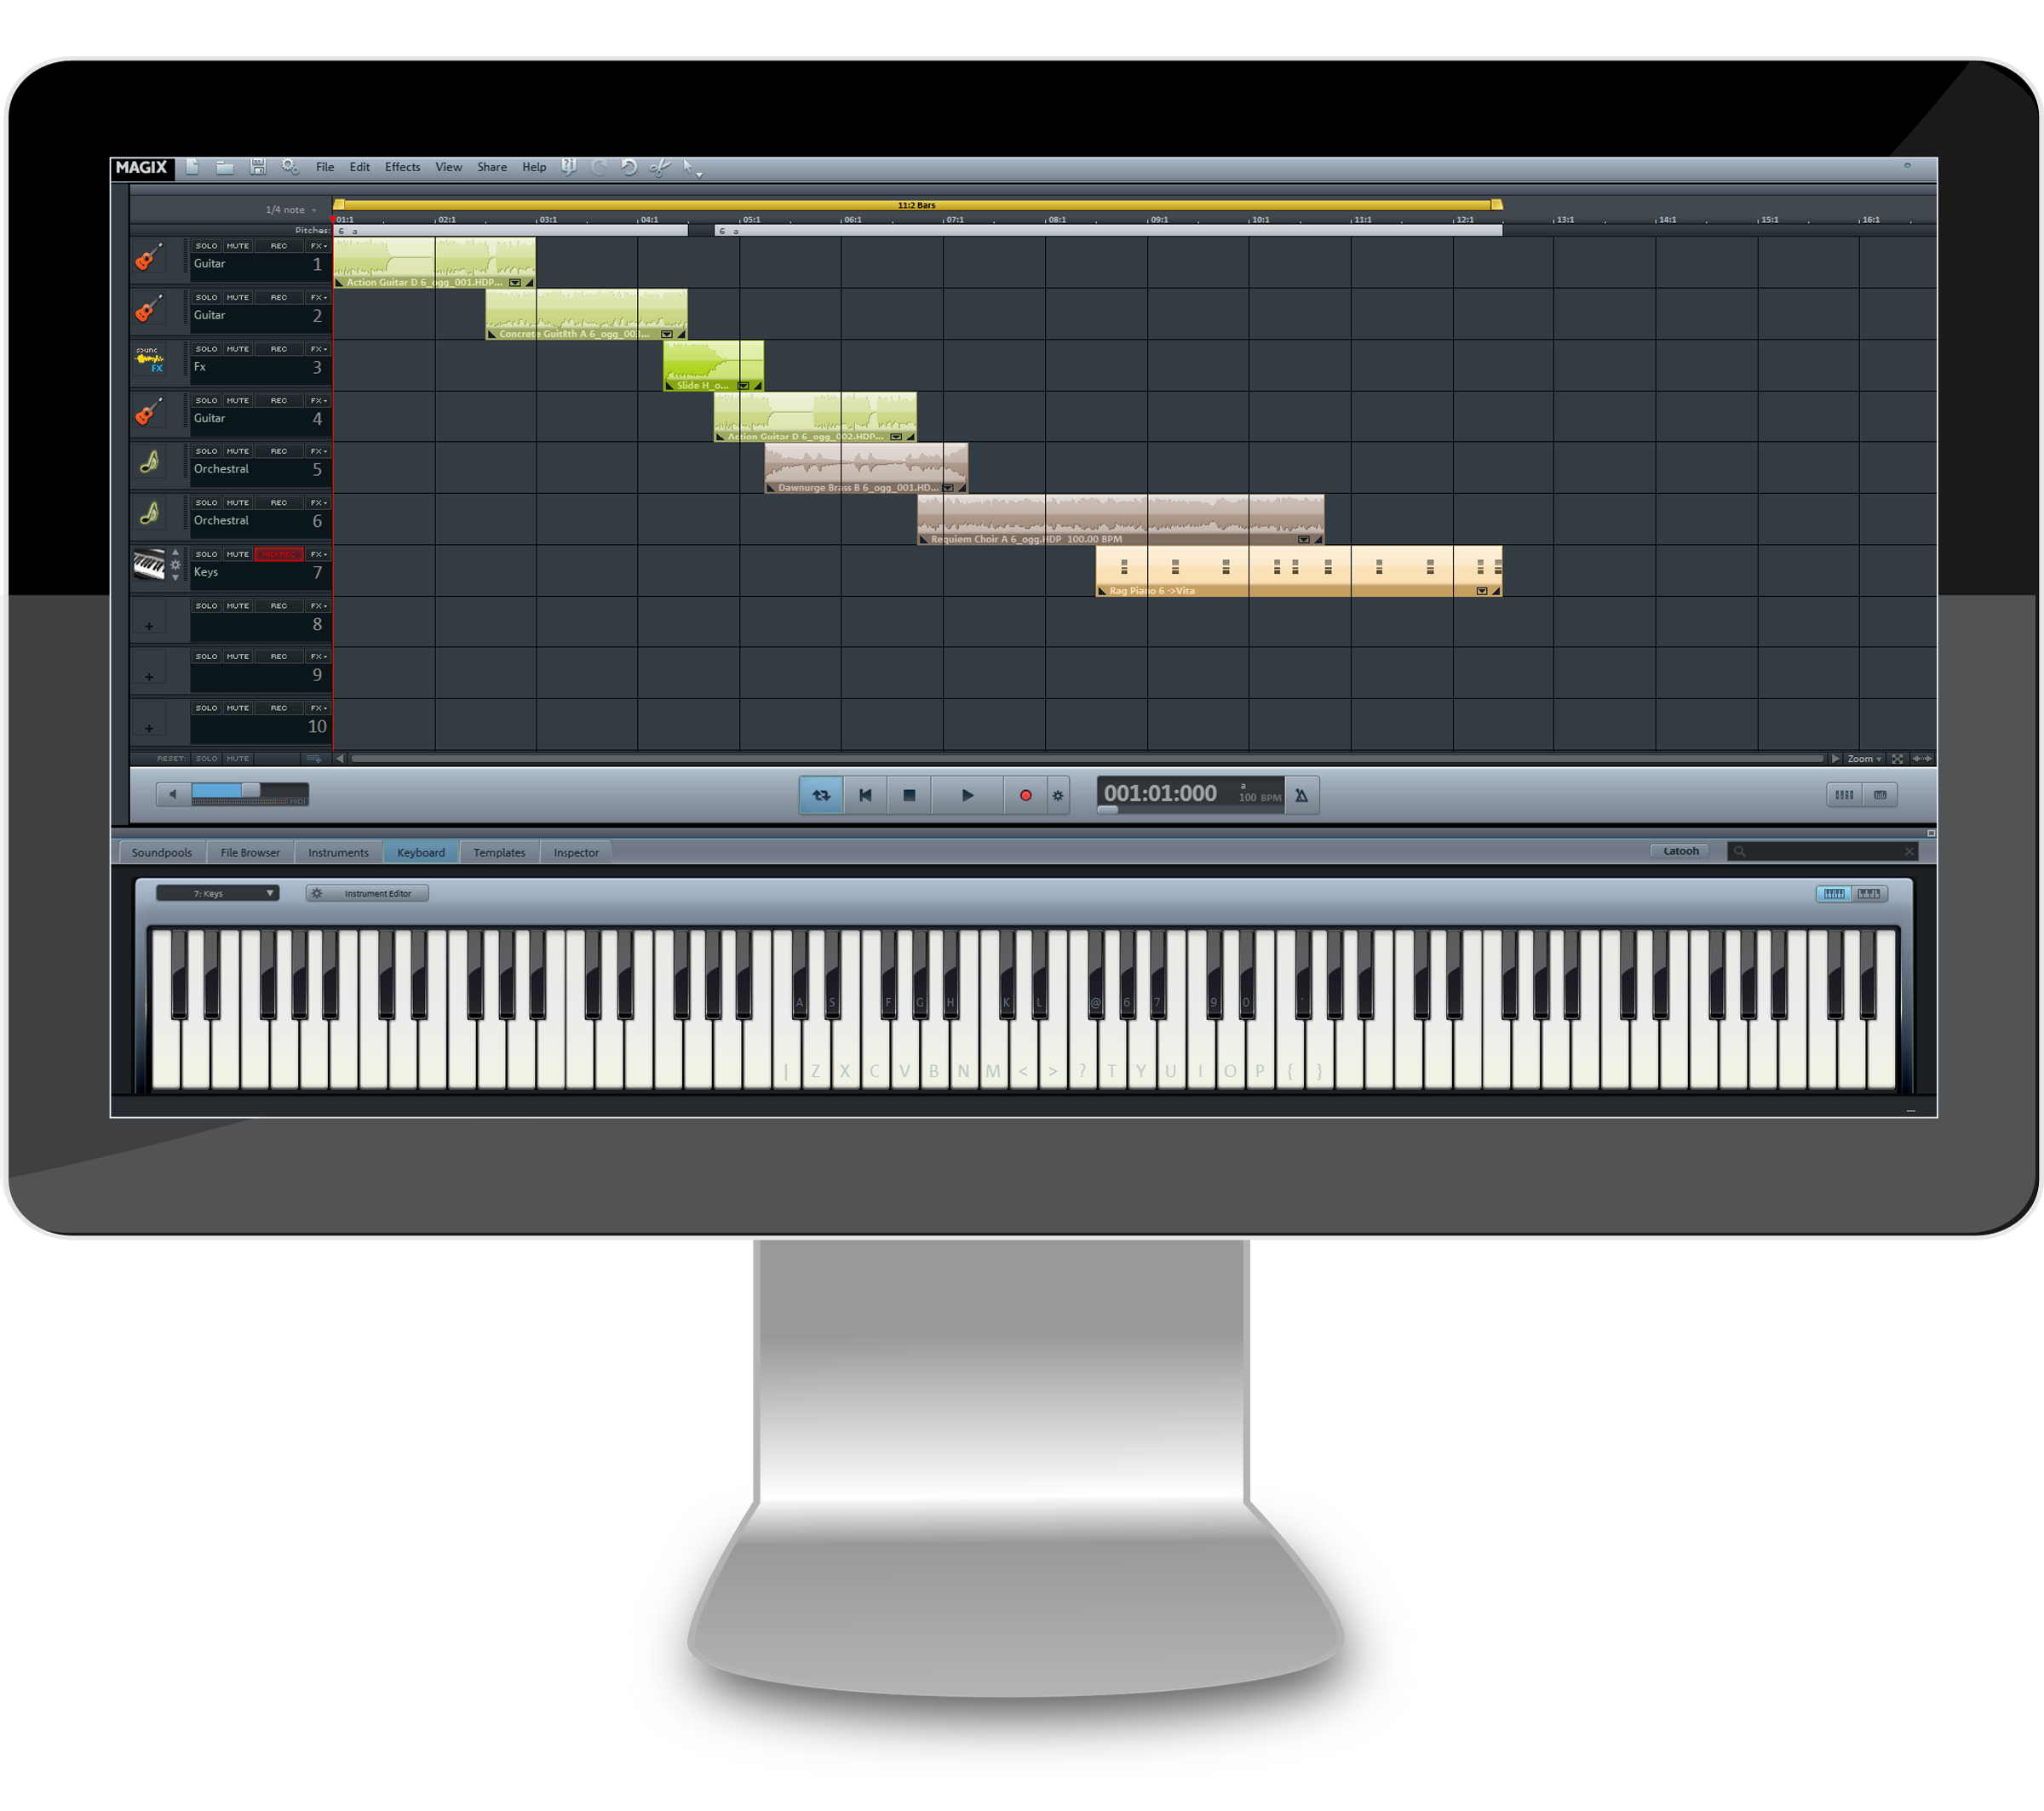 MAGIX File Edit Effects View Share Help
11:2 Bars
1/4 note
01:1 02:1 03:1 04:1 05:1 06:1 07:1 08:1 09:1 10:1 11:1 12:1 13:1 14:1 15:1 16:1
Pitches: 6 a 6 a
SOLO MUTE REC FX
Guitar 1
Action Guitar D 6_ogg_001.HDP...
SOLO MUTE REC FX
Guitar 2
A 6_ogg_00
SOLO MUTE REC FX
Fx 3
Slide H_o...
SOLO MUTE REC FX
Guitar 4
Action Guitar D 6_ogg_002.HDP...
SOLO MUTE REC FX
Orchestral 5
Dawnurge Brass B 6_ogg_001.HD...
SOLO MUTE REC FX
Orchestral 6
Requiem Choir A 6_ogg.HDP 100.00 BPM
SOLO MUTE MIDI REC FX
Keys 7
Rag Piano 6 ->Vita
SOLO MUTE REC FX
8
SOLO MUTE REC FX
9
SOLO MUTE REC FX
10
RESET: SOLO MUTE Zoom
MIDI
001:01:000 a 100 BPM
Soundpools File Browser Instruments Keyboard Templates Inspector Catooh
7: Keys Instrument Editor
A S F G H K L @ 6 7 9 0 `
| Z X C V B N M < > ? T Y U I O P { }